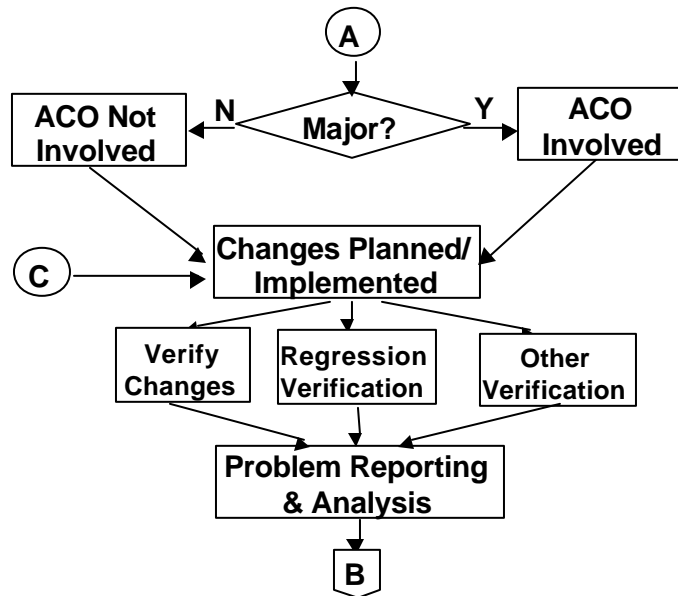 A
N
Major?
Y
ACO Not
Involved
ACO
Involved
C
Changes Planned/
Implemented
Verify
Changes
Regression
Verification
Other
Verification
Problem Reporting
& Analysis
B